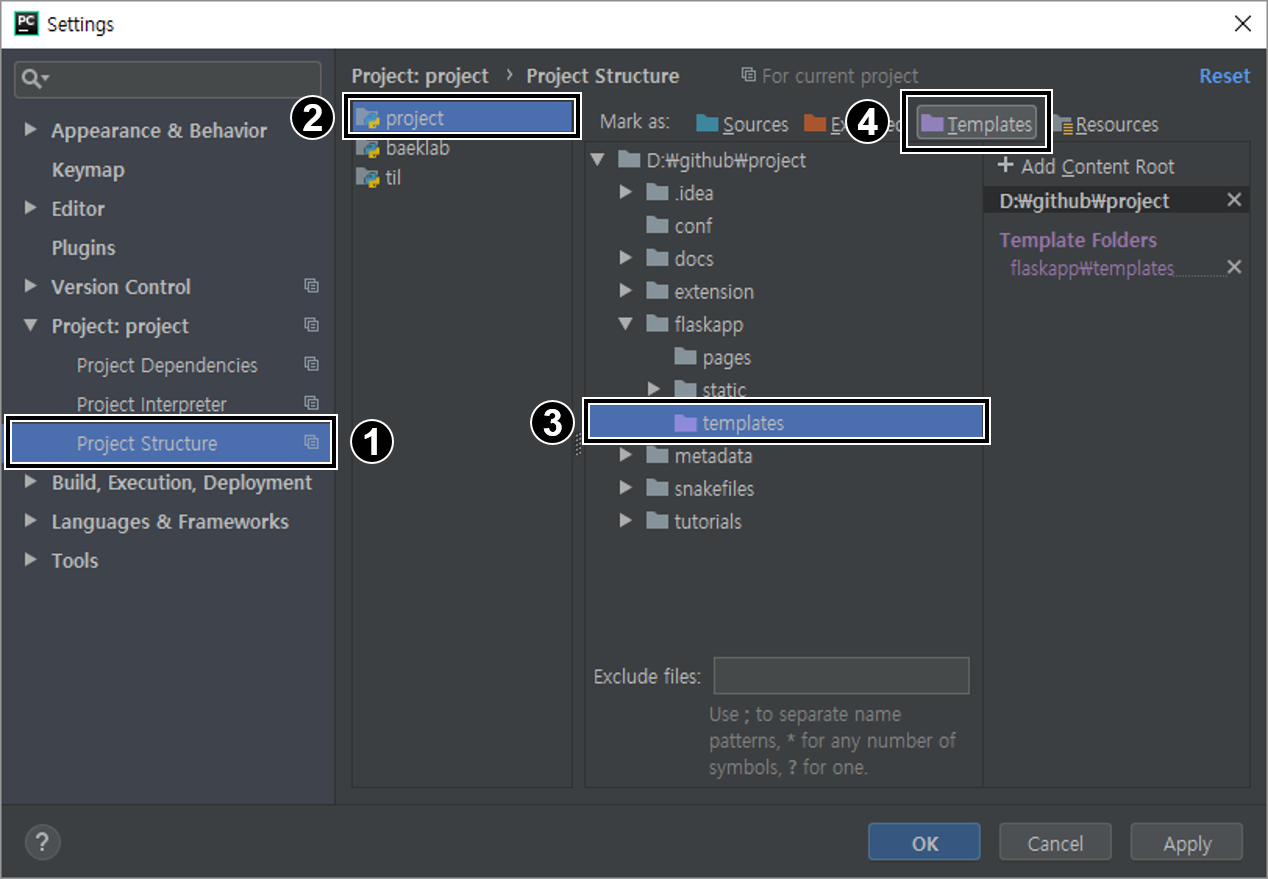 PC Settings
Project: project › Project Structure For current project Reset
Appearance & Behavior
Keymap
Editor
Plugins
Version Control
Project: project
Project Dependencies
Project Interpreter
Project Structure
Build, Execution, Deployment
Languages & Frameworks
Tools
1
2
project
baeklab
til
Mark as: Sources 4 Templates Resources
D:₩github₩project
.idea
conf
docs
extension
flaskapp
pages
static
3 templates
metadata
snakefiles
tutorials
Exclude files:
Use ; to separate name
patterns, * for any number of
symbols, ? for one.
+ Add Content Root
D:₩github₩project
Template Folders
flaskapp₩templates
?
OK Cancel Apply